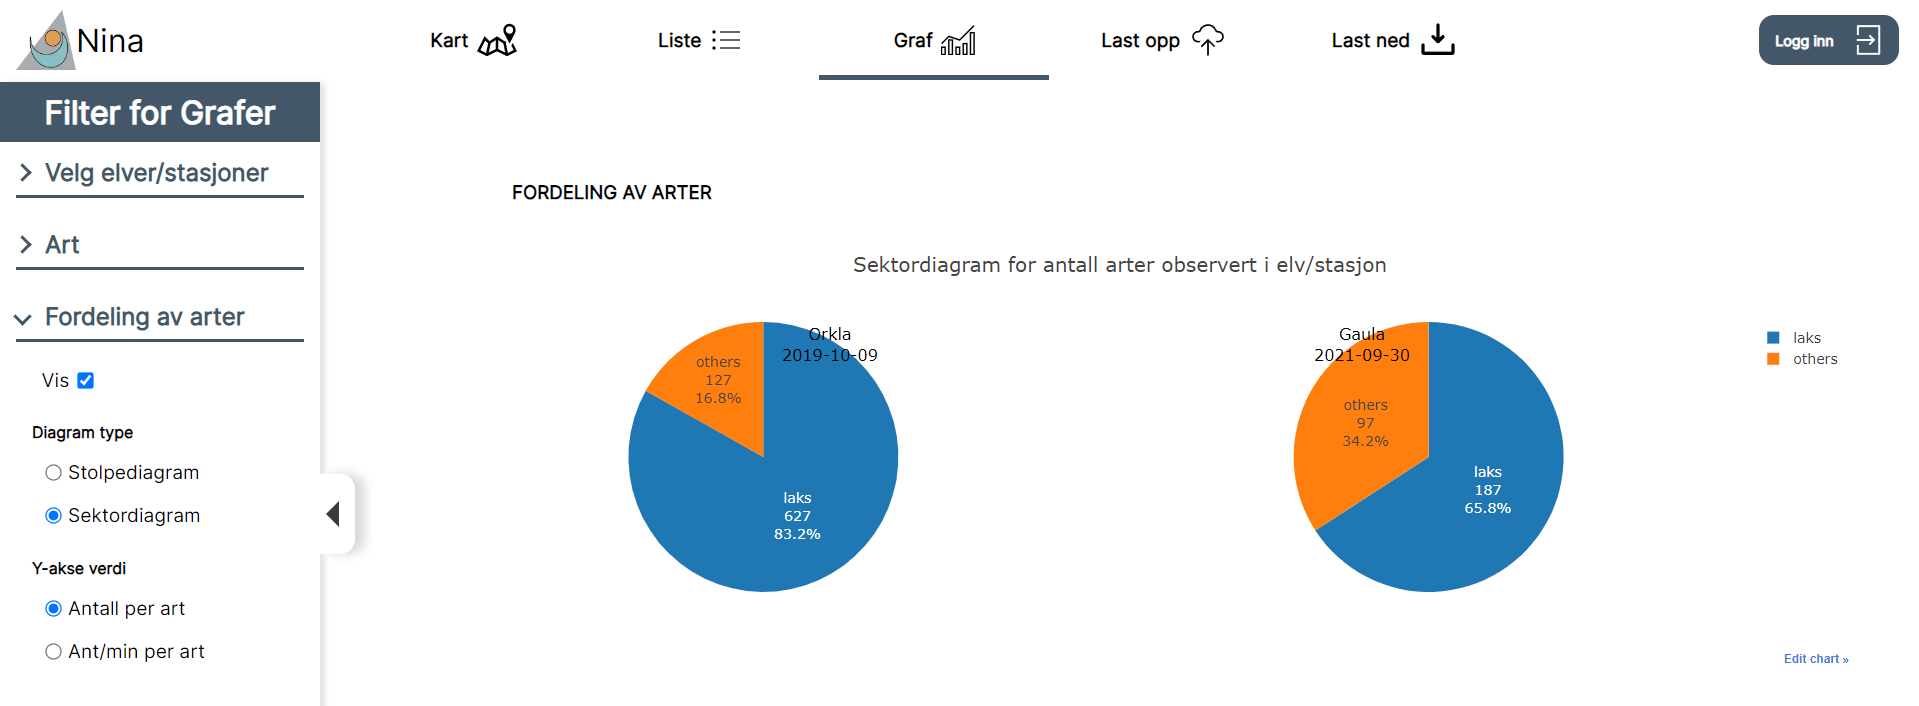 Nina
Kart
Liste
Graf
Last opp
Last ned
Logg inn
Filter for Grafer
Velg elver/stasjoner
Art
Fordeling av arter
Vis
Diagram type
Stolpediagram
Sektordiagram
Y-akse verdi
Antall per art
Ant/min per art
FORDELING AV ARTER
Sektordiagram for antall arter observert i elv/stasjon
Orkla
2019-10-09
others
127
16.8%
laks
627
83.2%
Gaula
2021-09-30
others
97
34.2%
laks
187
65.8%
laks
others
Edit chart »